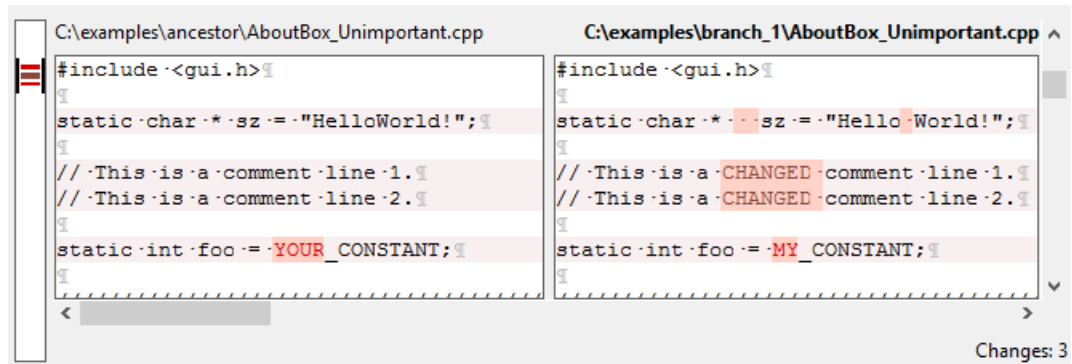 C:\examples\ancestor\AboutBox_Unimportant.cpp
#include·<gui.h>¶
¶
static·char·*·sz·=·"HelloWorld!";¶
¶
//·This·is·a·comment·line·1.¶
//·This·is·a·comment·line·2.¶
¶
static·int·foo·=·YOUR_CONSTANT;¶
¶
C:\examples\branch_1\AboutBox_Unimportant.cpp
#include·<gui.h>¶
¶
static·char·*···sz·=·"Hello·World!";¶
¶
//·This·is·a·CHANGED·comment·line·1.¶
//·This·is·a·CHANGED·comment·line·2.¶
¶
static·int·foo·=·MY_CONSTANT;¶
¶
Changes: 3